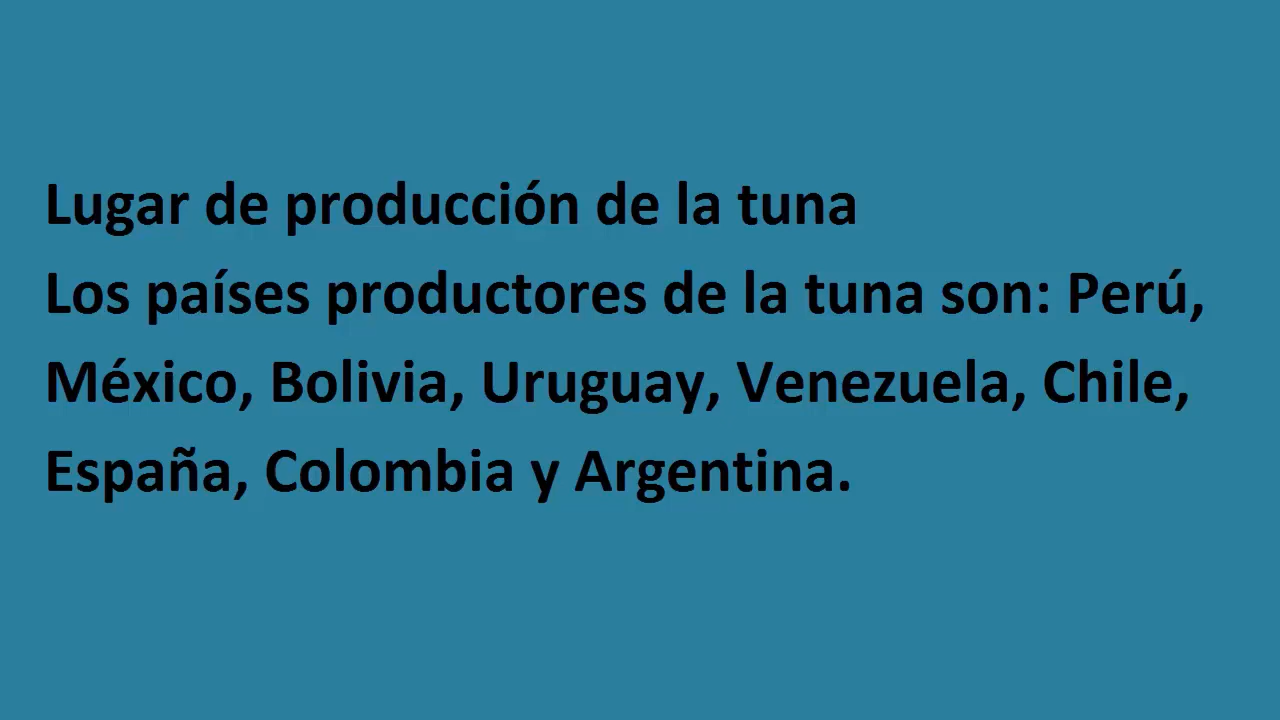 Lugar de producción de la tuna
Los países productores de la tuna son: Perú,
México, Bolivia, Uruguay, Venezuela, Chile,
España, Colombia y Argentina.